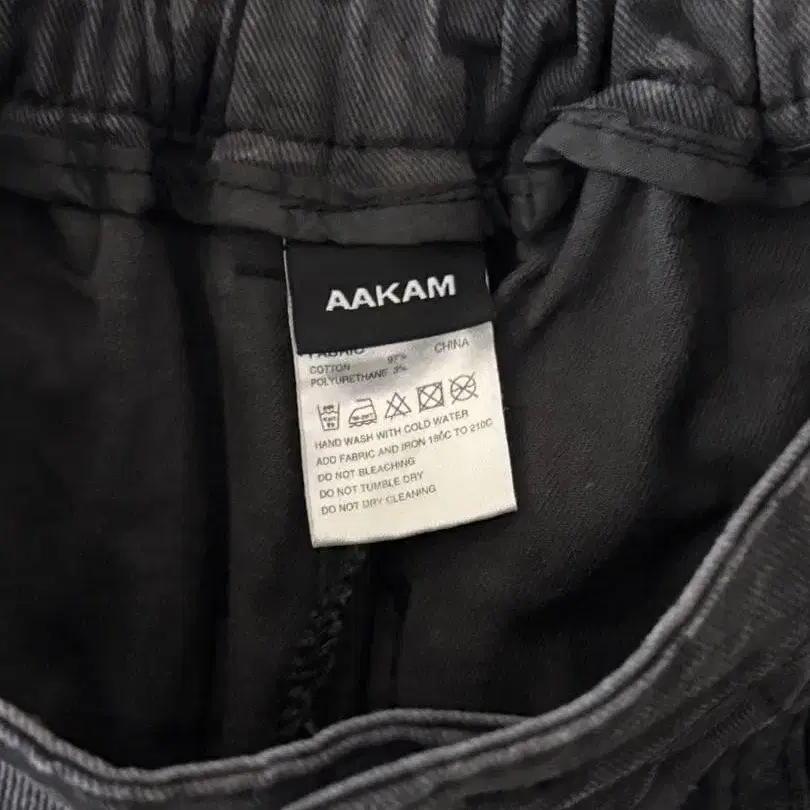 AAKAM
FABRIC
COTTON 97% CHINA
POLYURETHANE 3%
HAND WASH WITH COLD WATER
ADD FABRIC AND IRON 180C TO 210C
DO NOT BLEACHING
DO NOT TUMBLE DRY
DO NOT DRY CLEANING